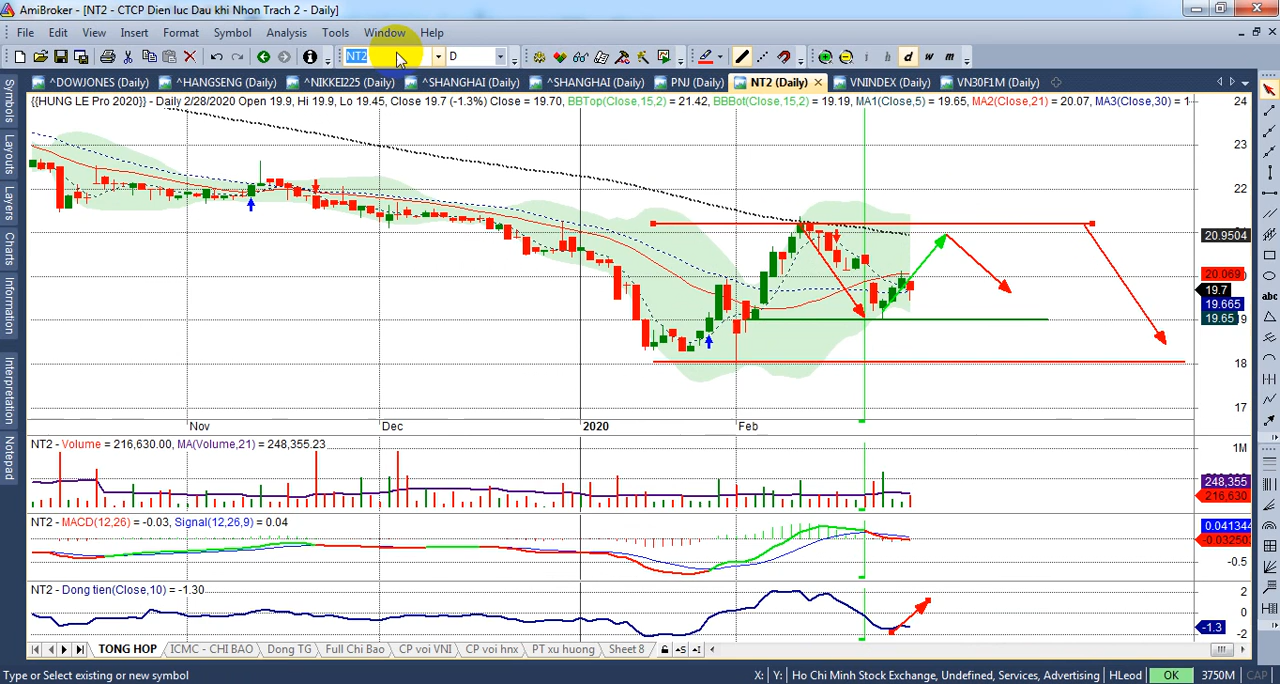 AmiBroker - [NT2 - CTCP Dien luc Dau khi Nhon Trach 2 - Daily]
File Edit View Insert Format Symbol Analysis Tools Window Help
NT2 D i d w m
^DOWJONES (Daily) ^HANGSENG (Daily) ^NIKKEI225 (Daily) ^SHANGHAI (Daily) ^SHANGHAI (Daily) PNJ (Daily) NT2 (Daily) VNINDEX (Daily) VN30F1M (Daily)
Symbols
Layouts
Layers
Charts
Information
Interpretation
Notepad
{{HUNG LE Pro 2020}} - Daily 2/28/2020 Open 19.9, Hi 19.9, Lo 19.45, Close 19.7 (-1.3%) Close = 19.70, BBTop(Close,15,2) = 21.42, BBBot(Close,15,2) = 19.19, MA1(Close,5) = 19.65, MA2(Close,21) = 20.07, MA3(Close,30) = 1
24
23
22
20.9504
20.069
19.7
19.665
19.65
19
18
17
abc
Nov Dec 2020 Feb
NT2 - Volume = 216,630.00, MA(Volume,21) = 248,355.23
1M
248,355
216,630
NT2 - MACD(12,26) = -0.03, Signal(12,26,9) = 0.04
0.041344
-0.03250
-0.5
NT2 - Dong tien(Close,10) = -1.30
2
0
-1.3
-2
TONG HOP ICMC - CHI BAO Dong TG Full Chi Bao CP voi VNI CP voi hnx PT xu huong Sheet 8
Type or Select existing or new symbol X: Y: Ho Chi Minh Stock Exchange, Undefined, Services, Advertising HLeod OK 3750M CAP